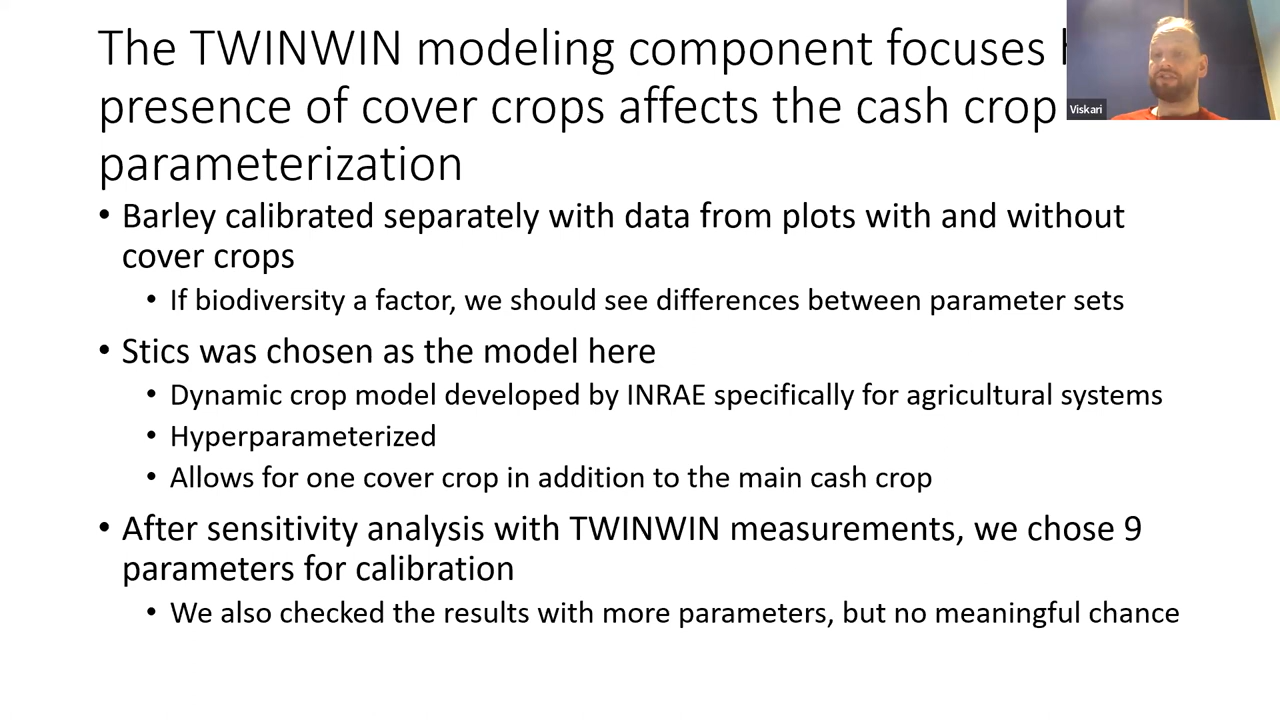 The TWINWIN modeling component focuses
presence of cover crops affects the cash crop
parameterization
Viskari
• Barley calibrated separately with data from plots with and without
cover crops
• If biodiversity a factor, we should see differences between parameter sets
• Stics was chosen as the model here
• Dynamic crop model developed by INRAE specifically for agricultural systems
• Hyperparameterized
• Allows for one cover crop in addition to the main cash crop
• After sensitivity analysis with TWINWIN measurements, we chose 9
parameters for calibration
• We also checked the results with more parameters, but no meaningful chance